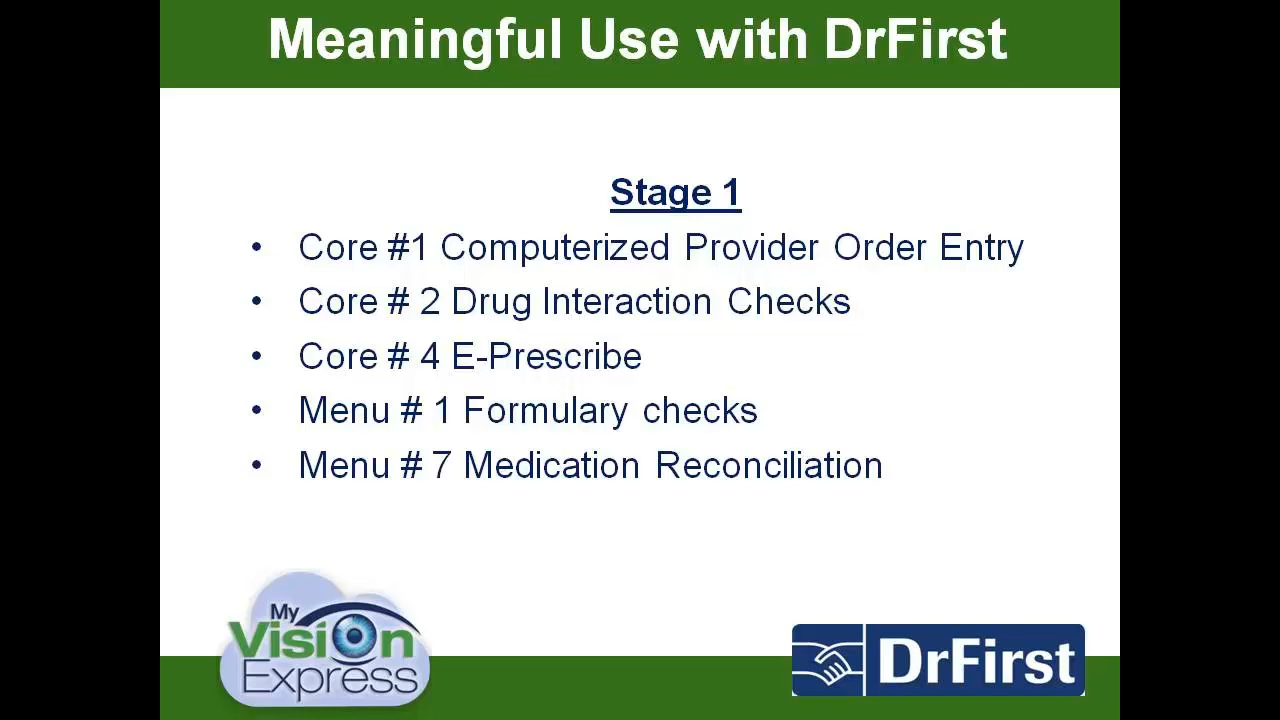 Meaningful Use with DrFirst
Stage 1
• Core #1 Computerized Provider Order Entry
• Core # 2 Drug Interaction Checks
• Core # 4 E-Prescribe
• Menu # 1 Formulary checks
• Menu # 7 Medication Reconciliation
My
Vision
Express
DrFirst